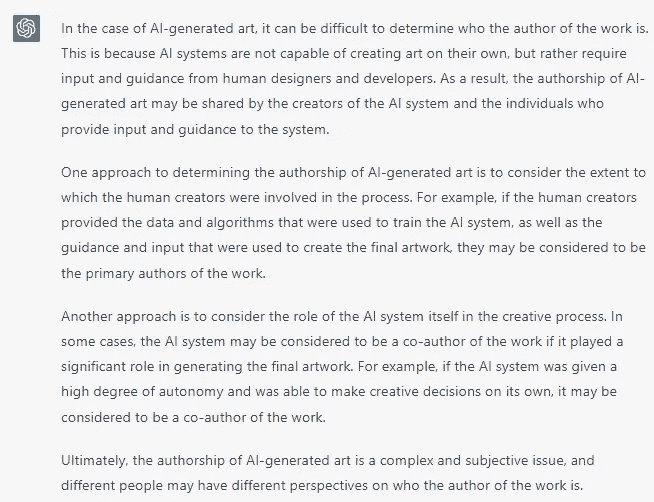 In the case of AI-generated art, it can be difficult to determine who the author of the work is.
This is because AI systems are not capable of creating art on their own, but rather require
input and guidance from human designers and developers. As a result, the authorship of AI-
generated art may be shared by the creators of the AI system and the individuals who
provide input and guidance to the system.
One approach to determining the authorship of AI-generated art is to consider the extent to
which the human creators were involved in the process. For example, if the human creators
provided the data and algorithms that were used to train the AI system, as well as the
guidance and input that were used to create the final artwork, they may be considered to be
the primary authors of the work.
Another approach is to consider the role of the AI system itself in the creative process. In
some cases, the AI system may be considered to be a co-author of the work if it played a
significant role in generating the final artwork. For example, if the AI system was given a
high degree of autonomy and was able to make creative decisions on its own, it may be
considered to be a co-author of the work.
Ultimately, the authorship of AI-generated art is a complex and subjective issue, and
different people may have different perspectives on who the author of the work is.